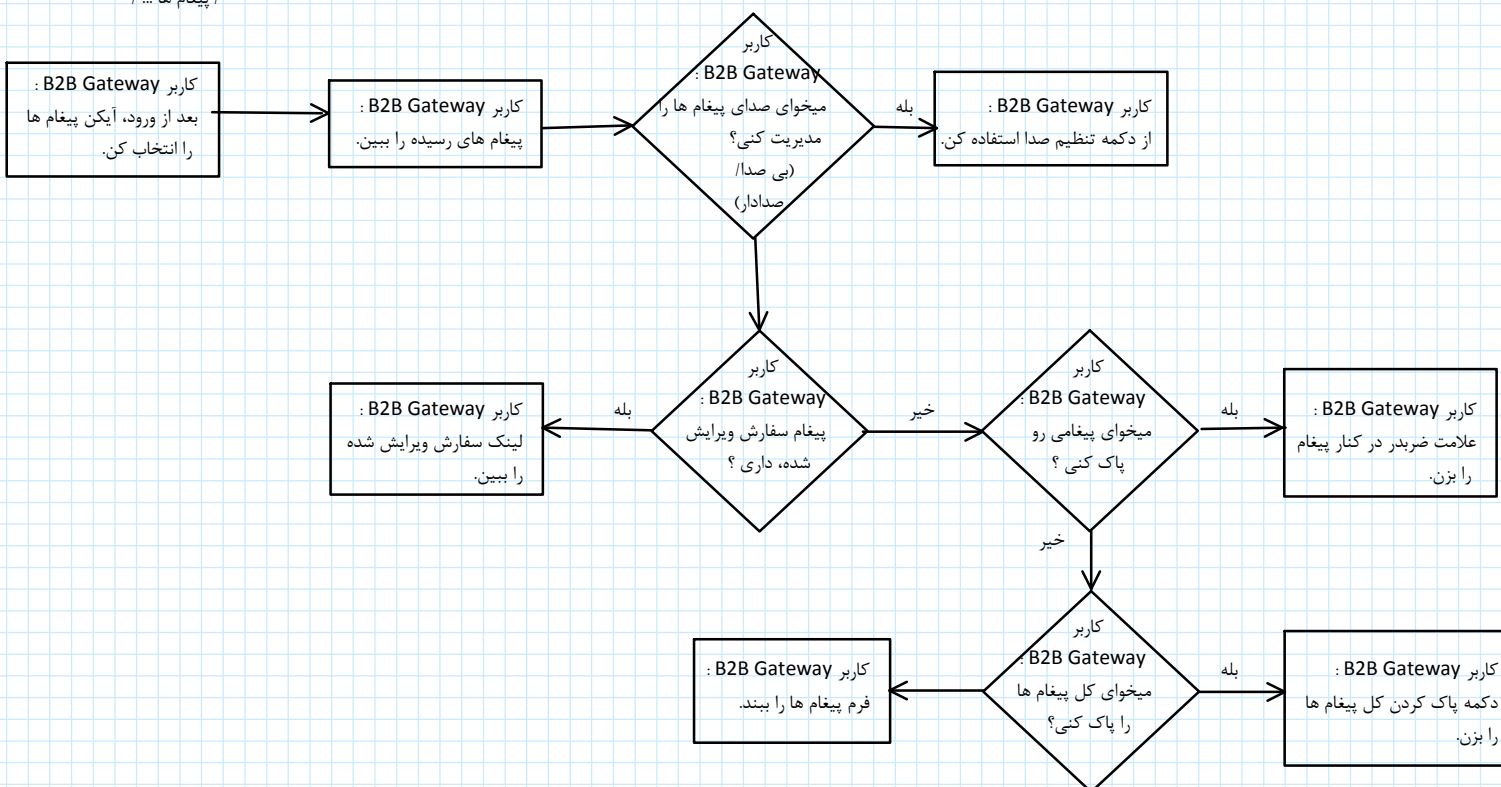 / پیغام ها ... /
کاربر B2B Gateway :
بعد از ورود، آیکن پیغام ها
را انتخاب کن.
کاربر B2B Gateway :
پیغام های رسیده را ببین.
کاربر
B2B Gateway :
میخوای صدای پیغام ها را
مدیریت کنی؟
(بی صدا/
صدادار)
بله
کاربر B2B Gateway :
از دکمه تنظیم صدا استفاده کن.
کاربر B2B Gateway :
لینک سفارش ویرایش شده
را ببین.
بله
کاربر
B2B Gateway :
پیغام سفارش ویرایش
شده، داری ؟
خیر
کاربر
B2B Gateway :
میخوای پیغامی رو
پاک کنی ؟
بله
کاربر B2B Gateway :
علامت ضربدر در کنار پیغام
را بزن.
خیر
کاربر B2B Gateway :
فرم پیغام ها را ببند.
کاربر
B2B Gateway :
میخوای کل پیغام ها
را پاک کنی؟
بله
کاربر B2B Gateway :
دکمه پاک کردن کل پیغام ها
را بزن.